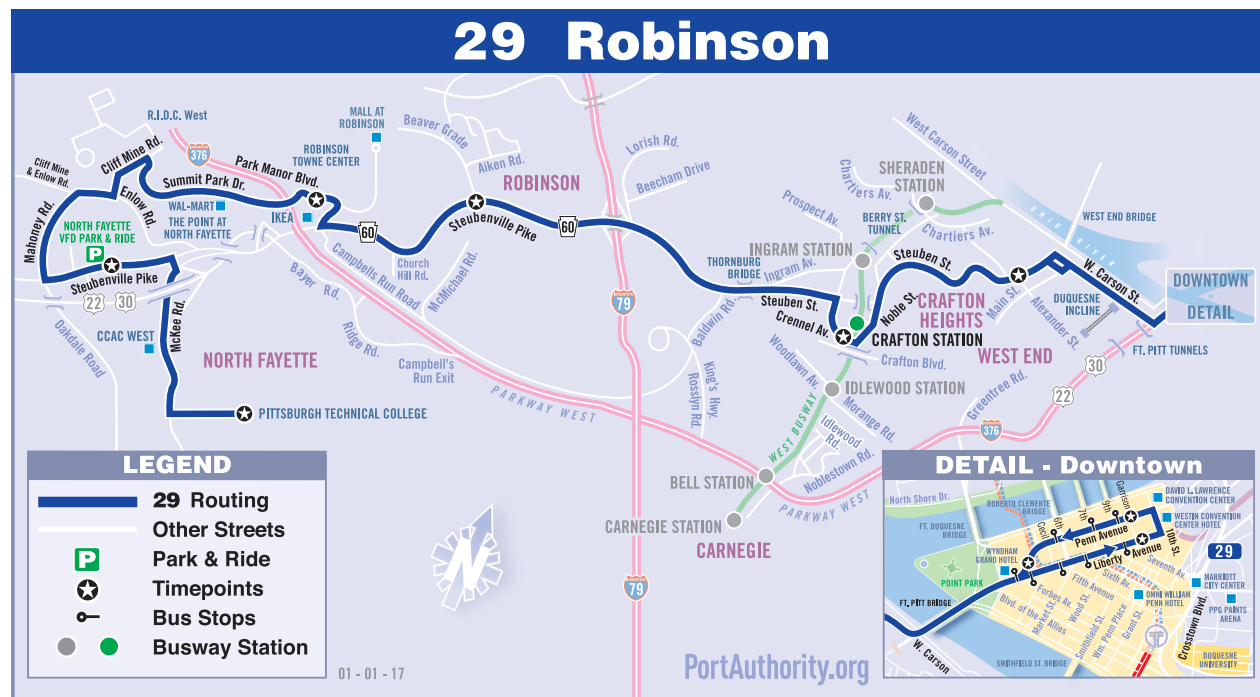 29 Robinson
R.I.D.C. West
MALL AT
ROBINSON
Beaver Grade
Lorish Rd.
West Carson Street
Cliff Mine
& Enlow Rd.
Cliff Mine Rd.
376
Park Manor Blvd.
ROBINSON
TOWNE CENTER
Aiken Rd.
ROBINSON
Beecham Drive
SHERADEN
STATION
Chartiers Av.
Summit Park Dr.
Enlow Rd.
WAL-MART
THE POINT AT
NORTH FAYETTE
IKEA
60
Steubenville Pike
60
Prospect Av.
BERRY ST.
TUNNEL
Chartiers Av.
OHIO RIVER
WEST END BRIDGE
Mahoney Rd.
NORTH FAYETTE
VFD PARK & RIDE
P
Steubenville Pike
22
30
Church
Hill Rd.
Campbells Run Road
McMichael Rd.
Bayer Rd.
INGRAM STATION
Ingram Av.
THORNBURG
BRIDGE
Steuben St.
W. Carson St.
DOWNTOWN
DETAIL
79
Baldwin Rd.
Steuben St.
Crennel Av.
Noble St.
CRAFTON
HEIGHTS
Main St.
Alexander St.
DUQUESNE
INCLINE
CRAFTON STATION
WEST END
FT. PITT TUNNELS
Oakdale Road
CCAC WEST
McKee Rd.
NORTH FAYETTE
Ridge Rd.
Campbell's
Run Exit
PARKWAY WEST
King's Hwy.
Rosslyn Rd.
Woodlawn Av.
Crafton Blvd.
IDLEWOOD STATION
Greentree Rd.
22
30
PITTSBURGH TECHNICAL COLLEGE
Morange Rd.
Idlewood
Rd.
WEST BUSWAY
Noblestown Rd.
376
BELL STATION
PARKWAY WEST
CARNEGIE STATION
CARNEGIE
79
LEGEND
29 Routing
Other Streets
P
Park & Ride
Timepoints
Bus Stops
Busway Station
N
01 - 01 - 17
PortAuthority.org
DETAIL - Downtown
North Shore Dr.
ROBERTO CLEMENTE
BRIDGE
Garrison
DAVID L. LAWRENCE
CONVENTION CENTER
FT. DUQUESNE
BRIDGE
Cecil
6th
7th
9th
Penn Avenue
WESTIN CONVENTION
CENTER HOTEL
10th St.
29
WYNDHAM
GRAND HOTEL
Liberty Avenue
POINT PARK
Seventh Av.
Sixth Av.
Fifth Avenue
Forbes Av.
MARRIOTT
CITY CENTER
FT. PITT BRIDGE
Blvd. of the Allies
Market St.
Wood St.
Smithfield St.
Wm. Penn Place
Grant St.
OMNI WILLIAM
PENN HOTEL
PPG PAINTS
ARENA
Crosstown Blvd.
T
W. Carson
SMITHFIELD ST. BRIDGE
DUQUESNE
UNIVERSITY